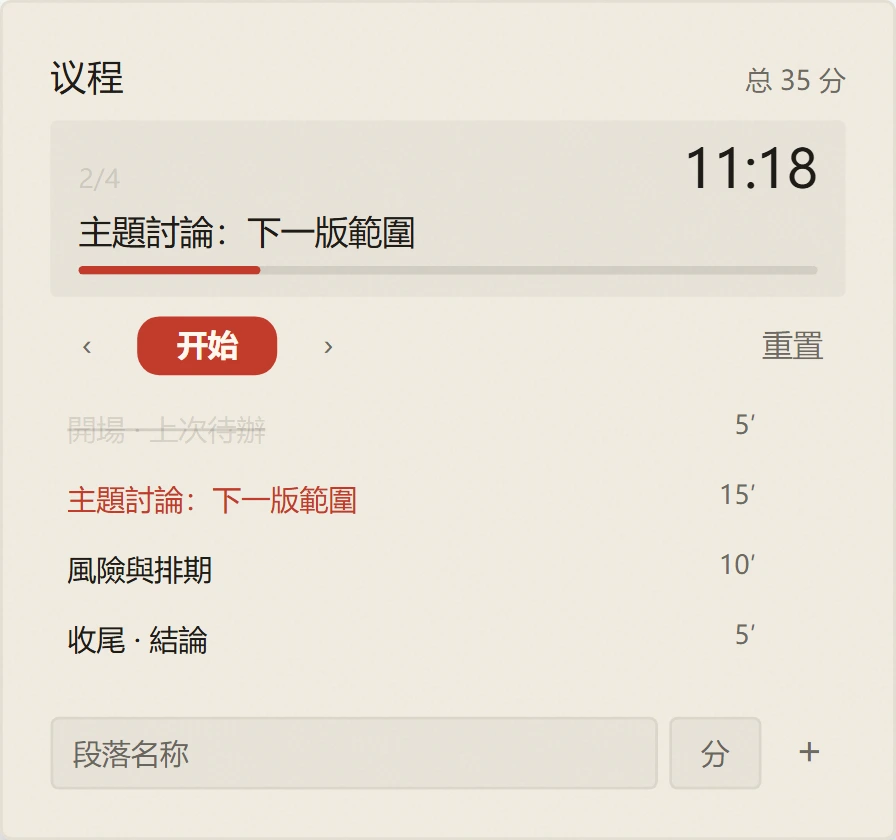 议程 总 35 分
2/4 11:18
主題討論：下一版範圍
‹ 开始 › 重置
開場 · 上次待辦 5′
主題討論：下一版範圍 15′
風險與排期 10′
收尾 · 結論 5′
段落名称 分 +